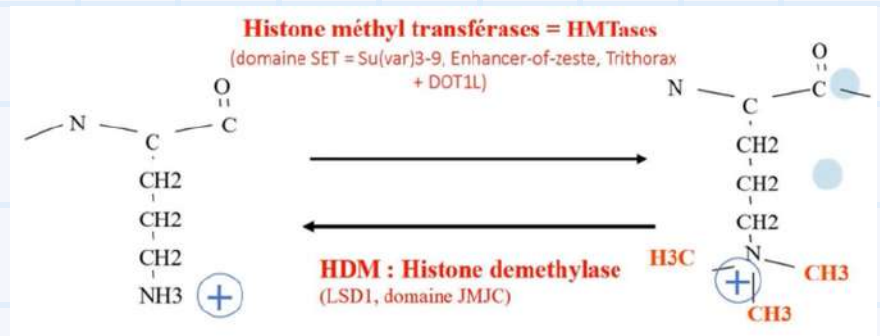 Histone méthyl transférases = HMTases
(domaine SET = Su(var)3-9, Enhancer-of-zeste, Trithorax
+ DOT1L)
O
N
C
C
CH2
CH2
CH2
NH3 +
HDM : Histone demethylase
(LSD1, domaine JMJC)
O
N
C
C
CH2
CH2
CH2
H3C
N
+
CH3
CH3